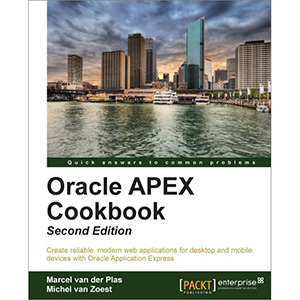 Quick answers to common problems
Oracle APEX
Cookbook
Second Edition
Create reliable, modern web applications for desktop and mobile
devices with Oracle Application Express
Marcel van der Plas
Michel van Zoest
[PACKT] enterprise
PUBLISHING